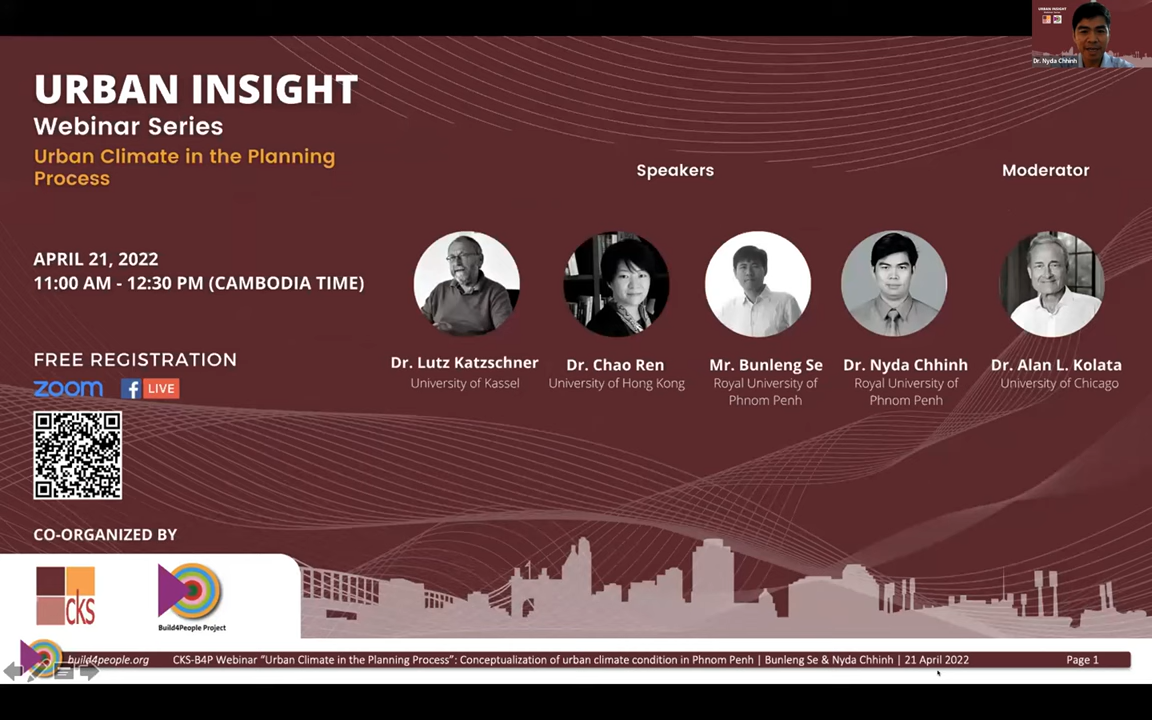 URBAN INSIGHT
Dr. Nyda Chhinh
URBAN INSIGHT
Webinar Series
Urban Climate in the Planning
Process
Speakers
Moderator
APRIL 21, 2022
11:00 AM - 12:30 PM (CAMBODIA TIME)
Dr. Lutz Katzschner
University of Kassel
Dr. Chao Ren
University of Hong Kong
Mr. Bunleng Se
Royal University of
Phnom Penh
Dr. Nyda Chhinh
Royal University of
Phnom Penh
Dr. Alan L. Kolata
University of Chicago
FREE REGISTRATION
zoom
f LIVE
CO-ORGANIZED BY
cks
Build4People Project
build4people.org
CKS-B4P Webinar “Urban Climate in the Planning Process”: Conceptualization of urban climate condition in Phnom Penh | Bunleng Se & Nyda Chhinh | 21 April 2022
Page 1